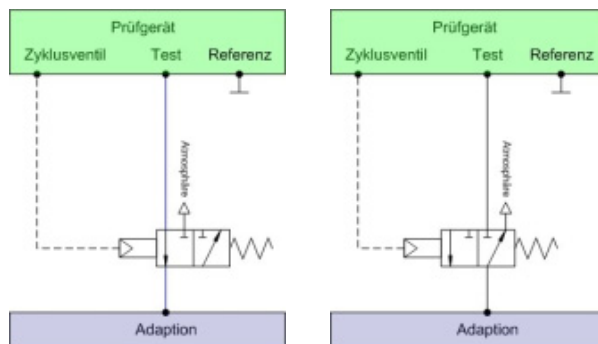 Prüfgerät
Zyklusventil Test Referenz
Atmosphäre
Adaption
Prüfgerät
Zyklusventil Test Referenz
Atmosphäre
Adaption